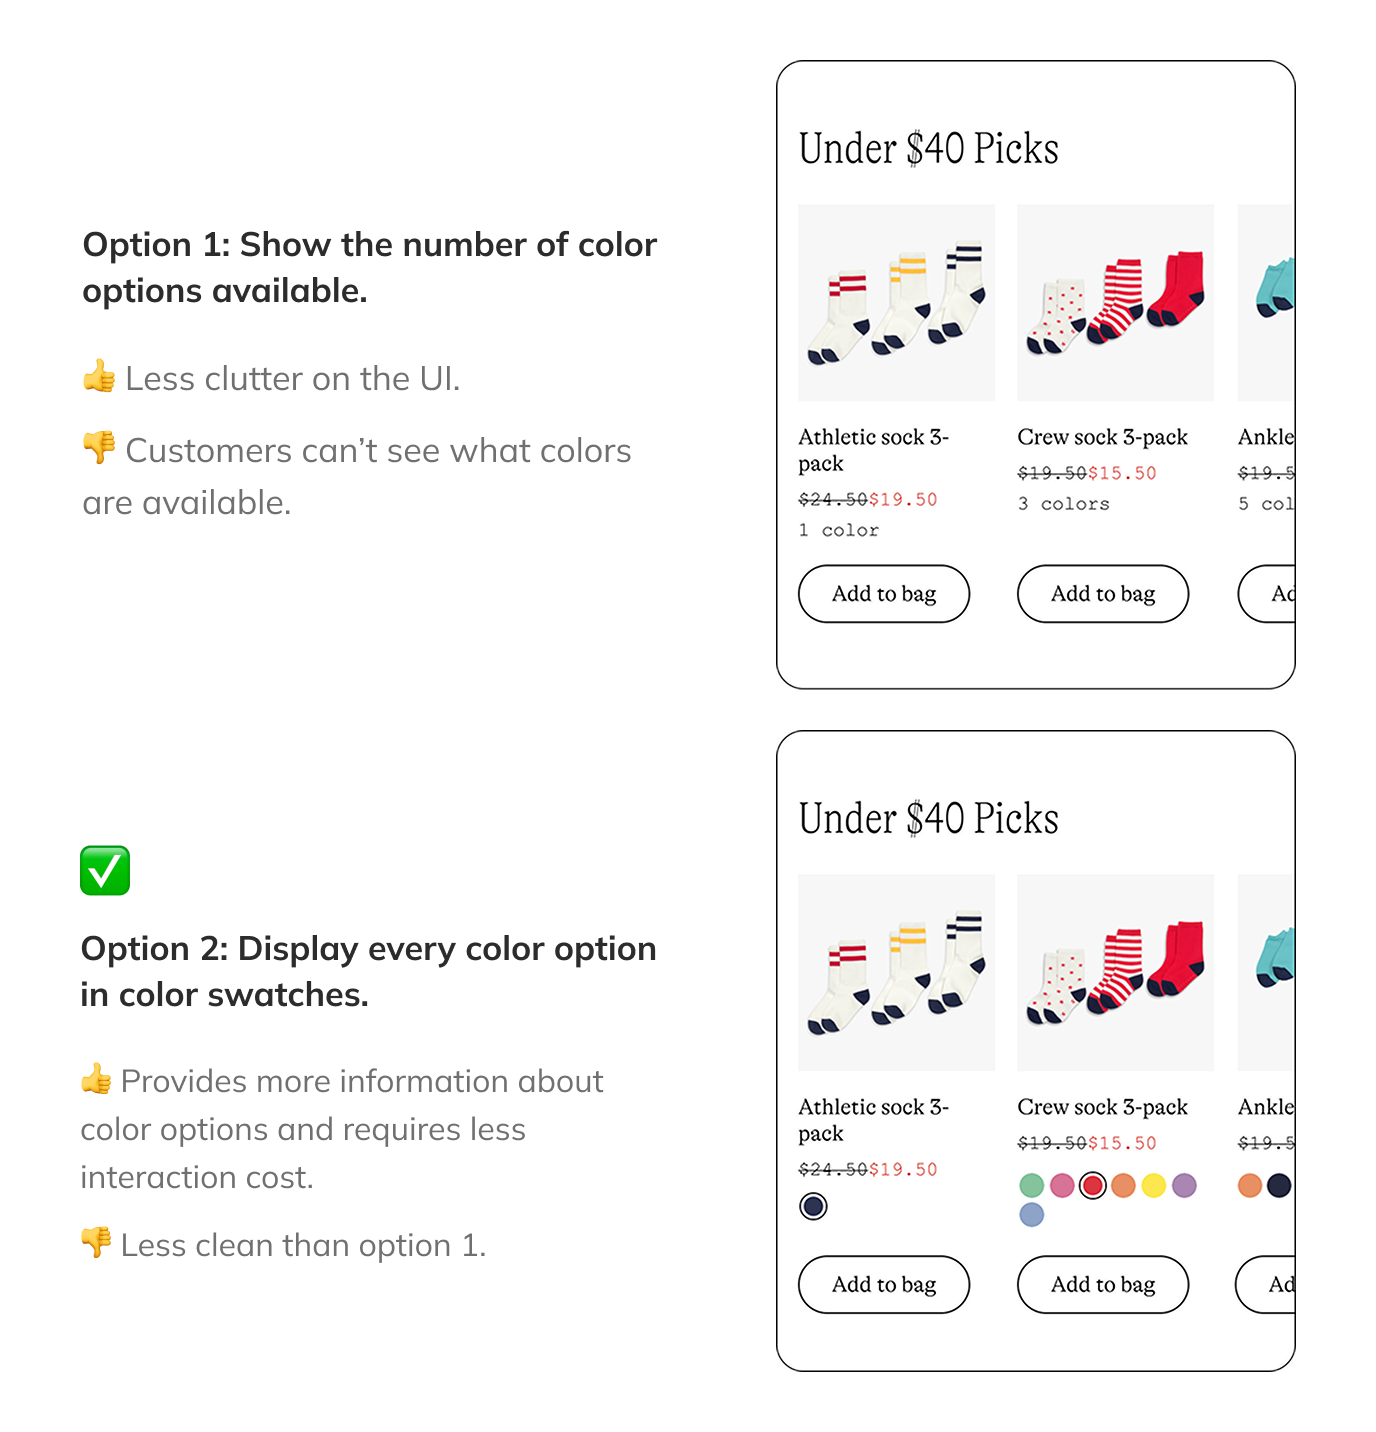 Option 1: Show the number of color
options available.
👍 Less clutter on the UI.
👎 Customers can’t see what colors
are available.
Under $40 Picks
Athletic sock 3-
pack
$24.50$19.50
1 color
Add to bag
Crew sock 3-pack
$19.50$15.50
3 colors
Add to bag
Ankle
$19.5
5 col
Ad
✅
Option 2: Display every color option
in color swatches.
👍 Provides more information about
color options and requires less
interaction cost.
👎 Less clean than option 1.
Under $40 Picks
Athletic sock 3-
pack
$24.50$19.50
Add to bag
Crew sock 3-pack
$19.50$15.50
Add to bag
Ankle
$19.5
Ad